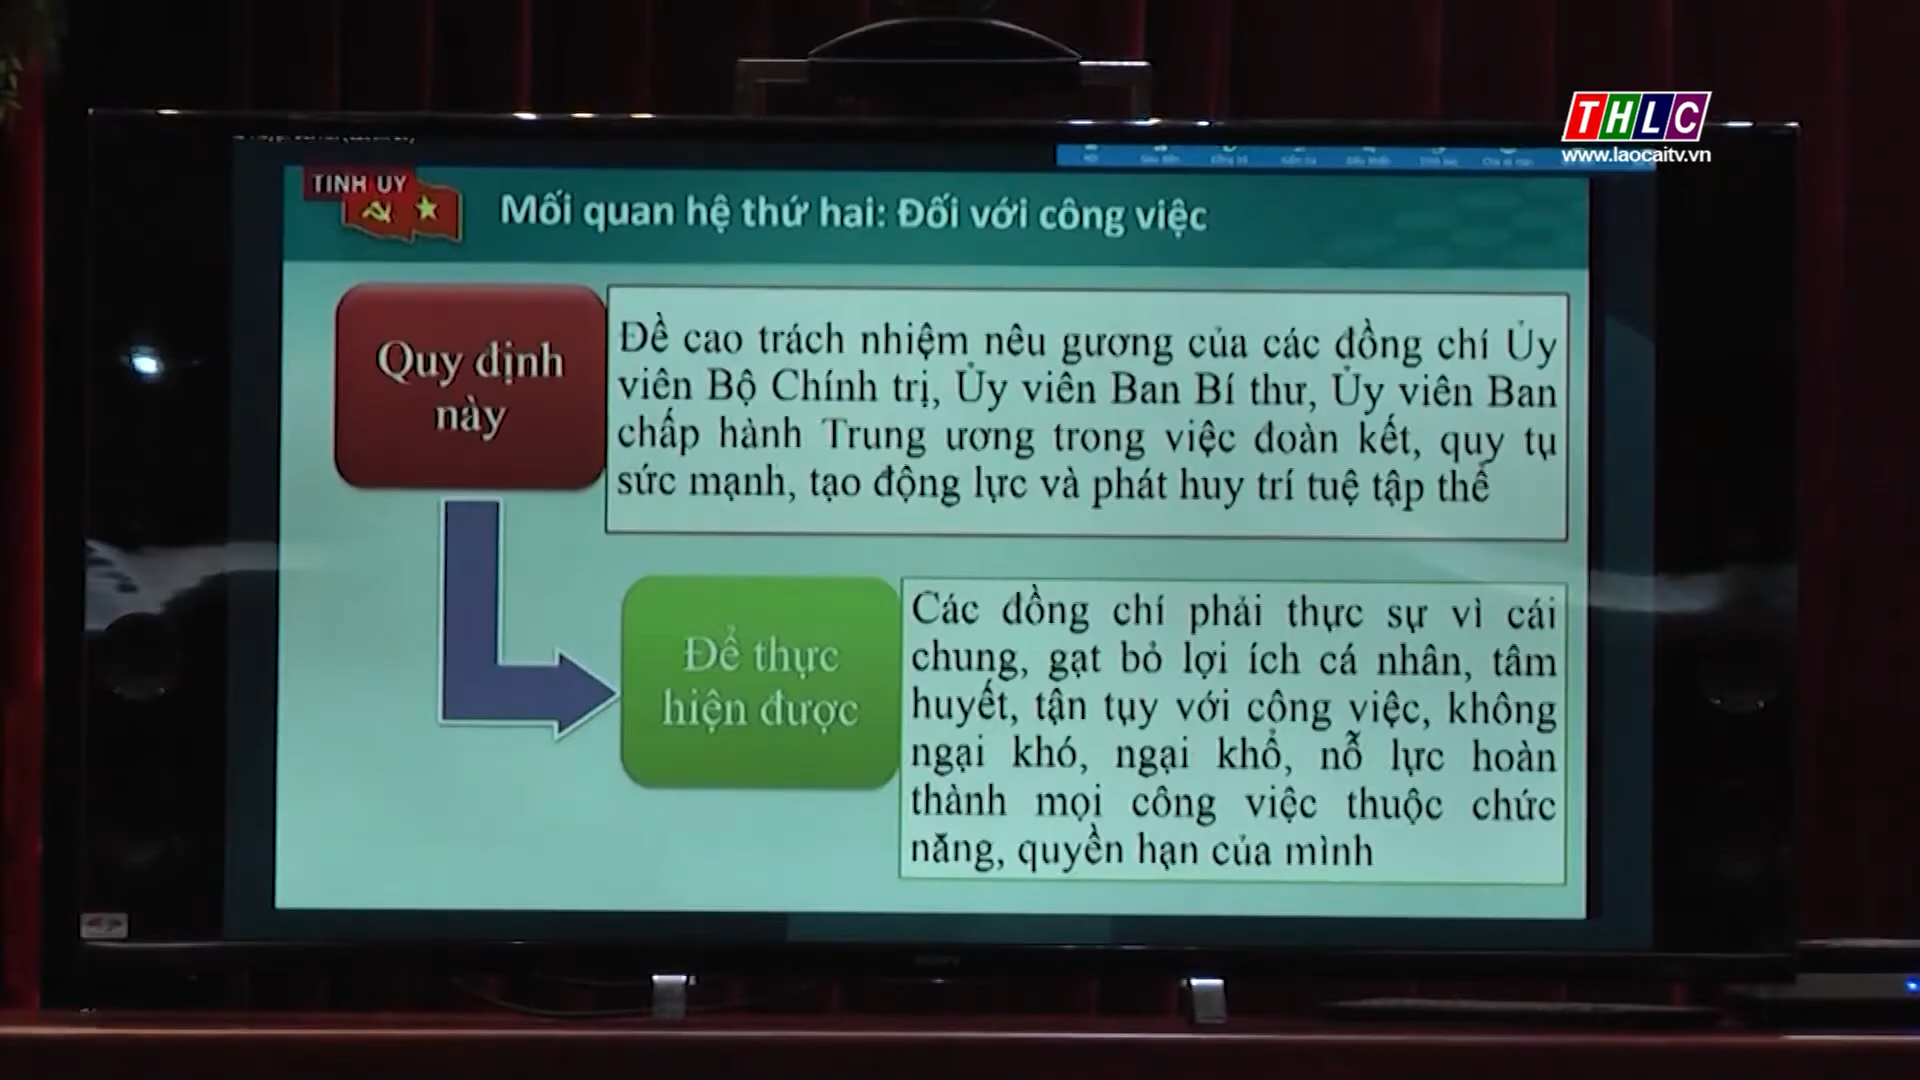 THLC
www.laocaitv.vn
TỈNH ỦY
Mối quan hệ thứ hai: Đối với công việc
Quy định
này
Đề cao trách nhiệm nêu gương của các đồng chí Ủy
viên Bộ Chính trị, Ủy viên Ban Bí thư, Ủy viên Ban
chấp hành Trung ương trong việc đoàn kết, quy tụ
sức mạnh, tạo động lực và phát huy trí tuệ tập thể
Để thực
hiện được
Các đồng chí phải thực sự vì cái
chung, gạt bỏ lợi ích cá nhân, tâm
huyết, tận tụy với công việc, không
ngại khó, ngại khổ, nỗ lực hoàn
thành mọi công việc thuộc chức
năng, quyền hạn của mình
SONY